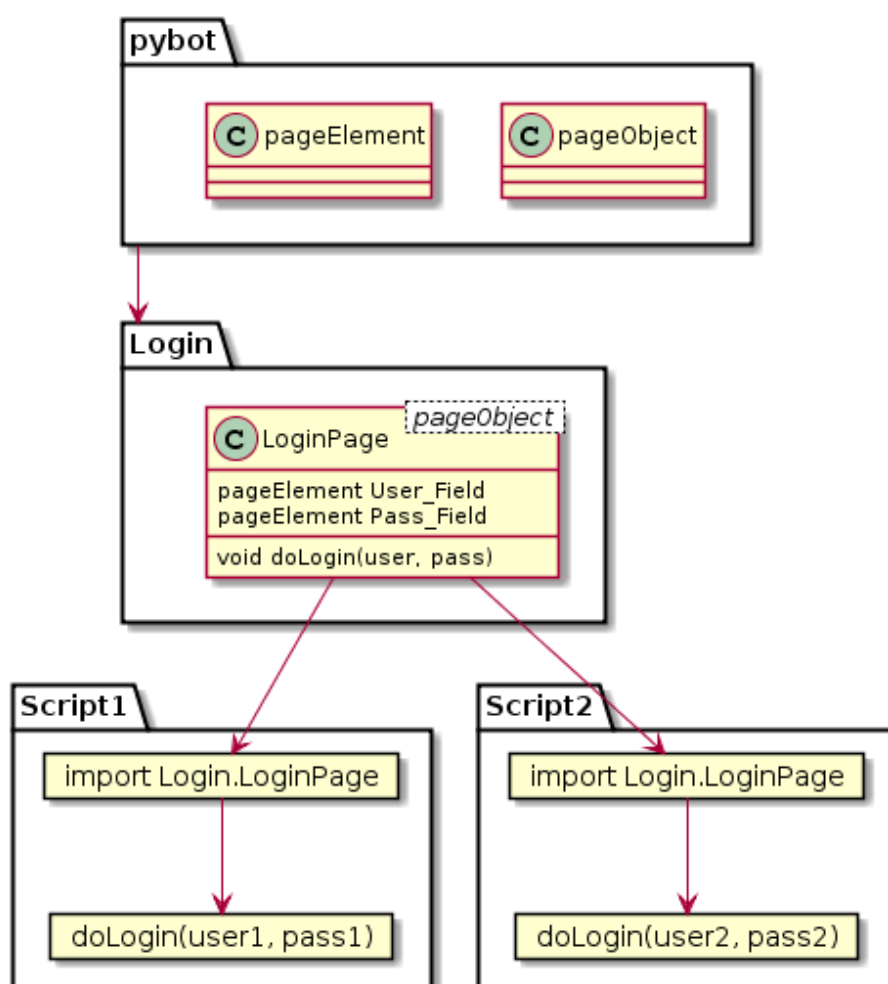 pybot
C pageElement
C pageObject
Login
C LoginPage
pageObject
pageElement User_Field
pageElement Pass_Field
void doLogin(user, pass)
Script1
Script2
import Login.LoginPage
import Login.LoginPage
doLogin(user1, pass1)
doLogin(user2, pass2)